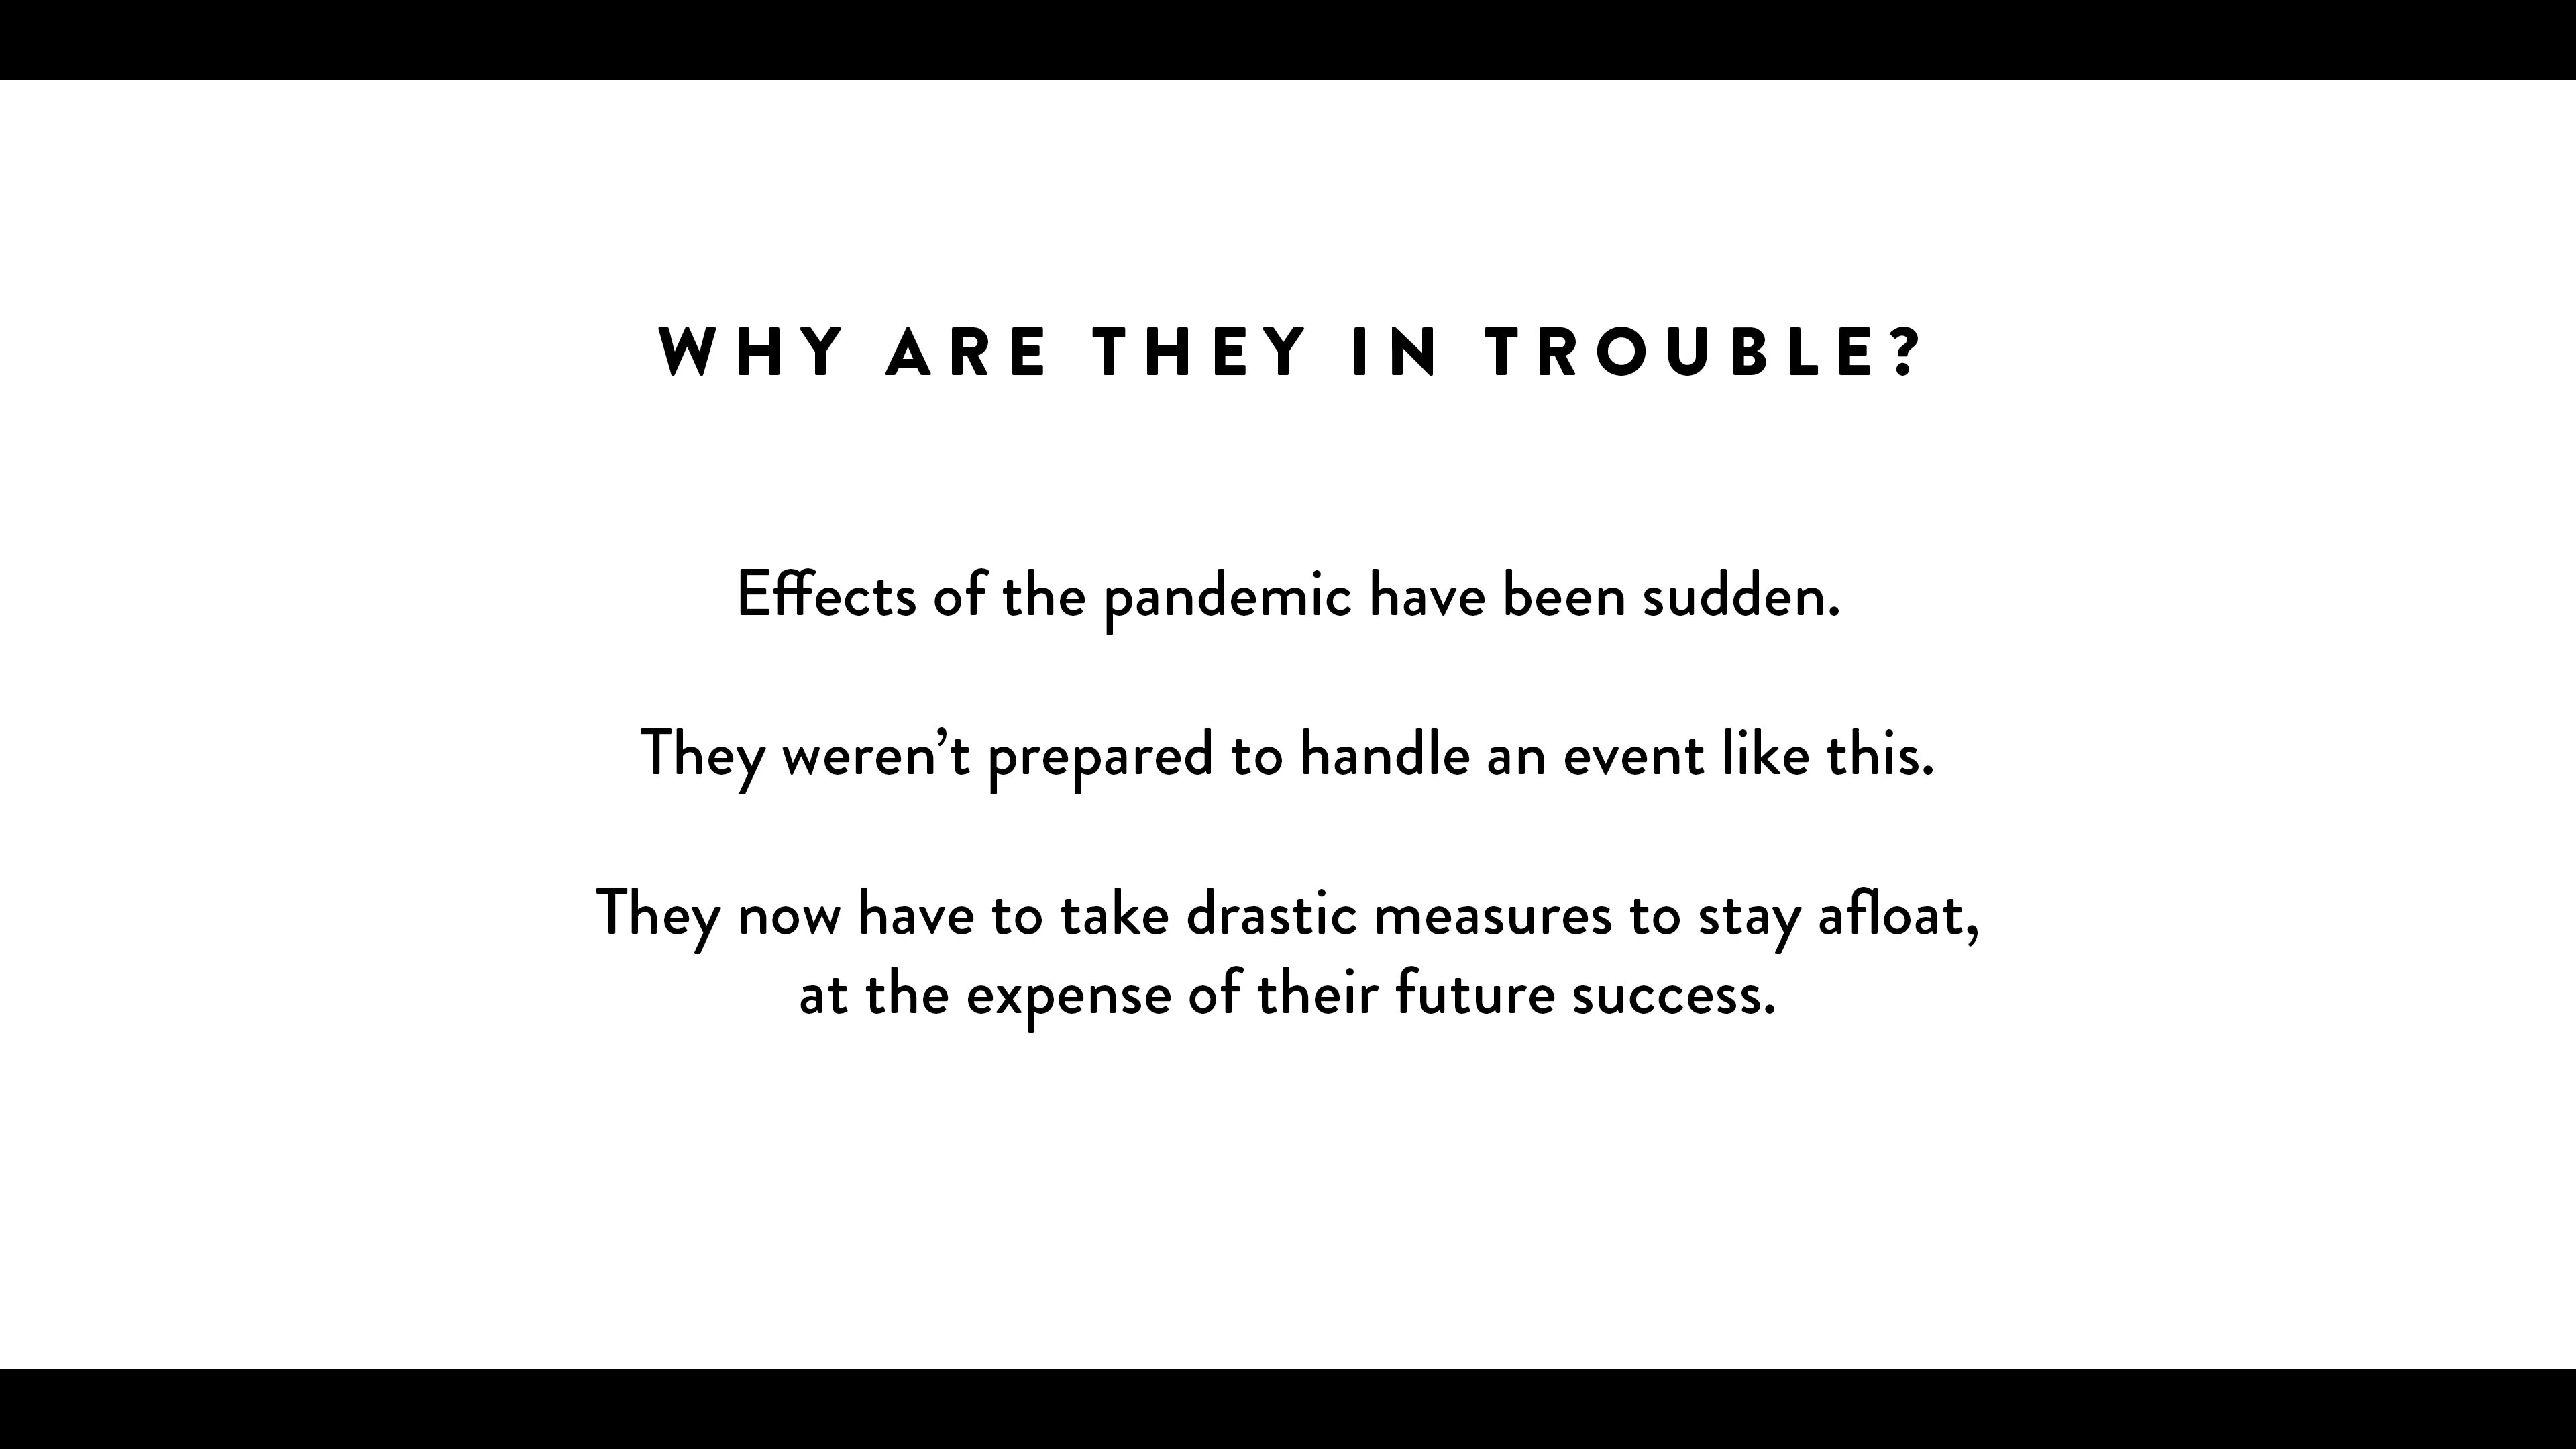 WHY ARE THEY IN TROUBLE?
Effects of the pandemic have been sudden.
They weren’t prepared to handle an event like this.
They now have to take drastic measures to stay afloat,
at the expense of their future success.